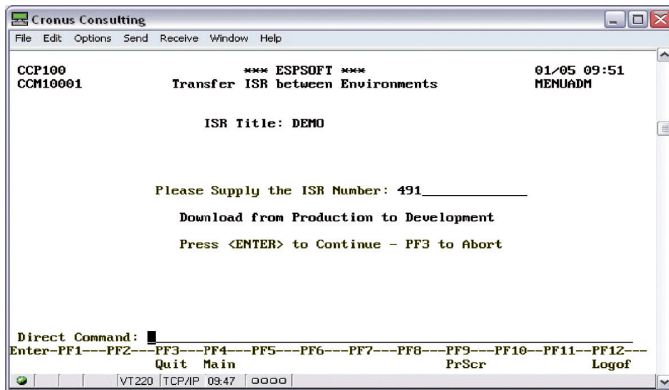 Cronus Consulting
File Edit Options Send Receive Window Help
CCP100 *** ESPSOFT *** 01/05 09:51
CCM10001 Transfer ISR between Environments MENUADM
ISR Title: DEMO
Please Supply the ISR Number: 491______________
Download from Production to Development
Press <ENTER> to Continue - PF3 to Abort
Direct Command:
Enter-PF1---PF2---PF3---PF4---PF5---PF6---PF7---PF8---PF9---PF10--PF11--PF12---
Quit Main PrScr Logof
VT220 TCP/IP 09:47